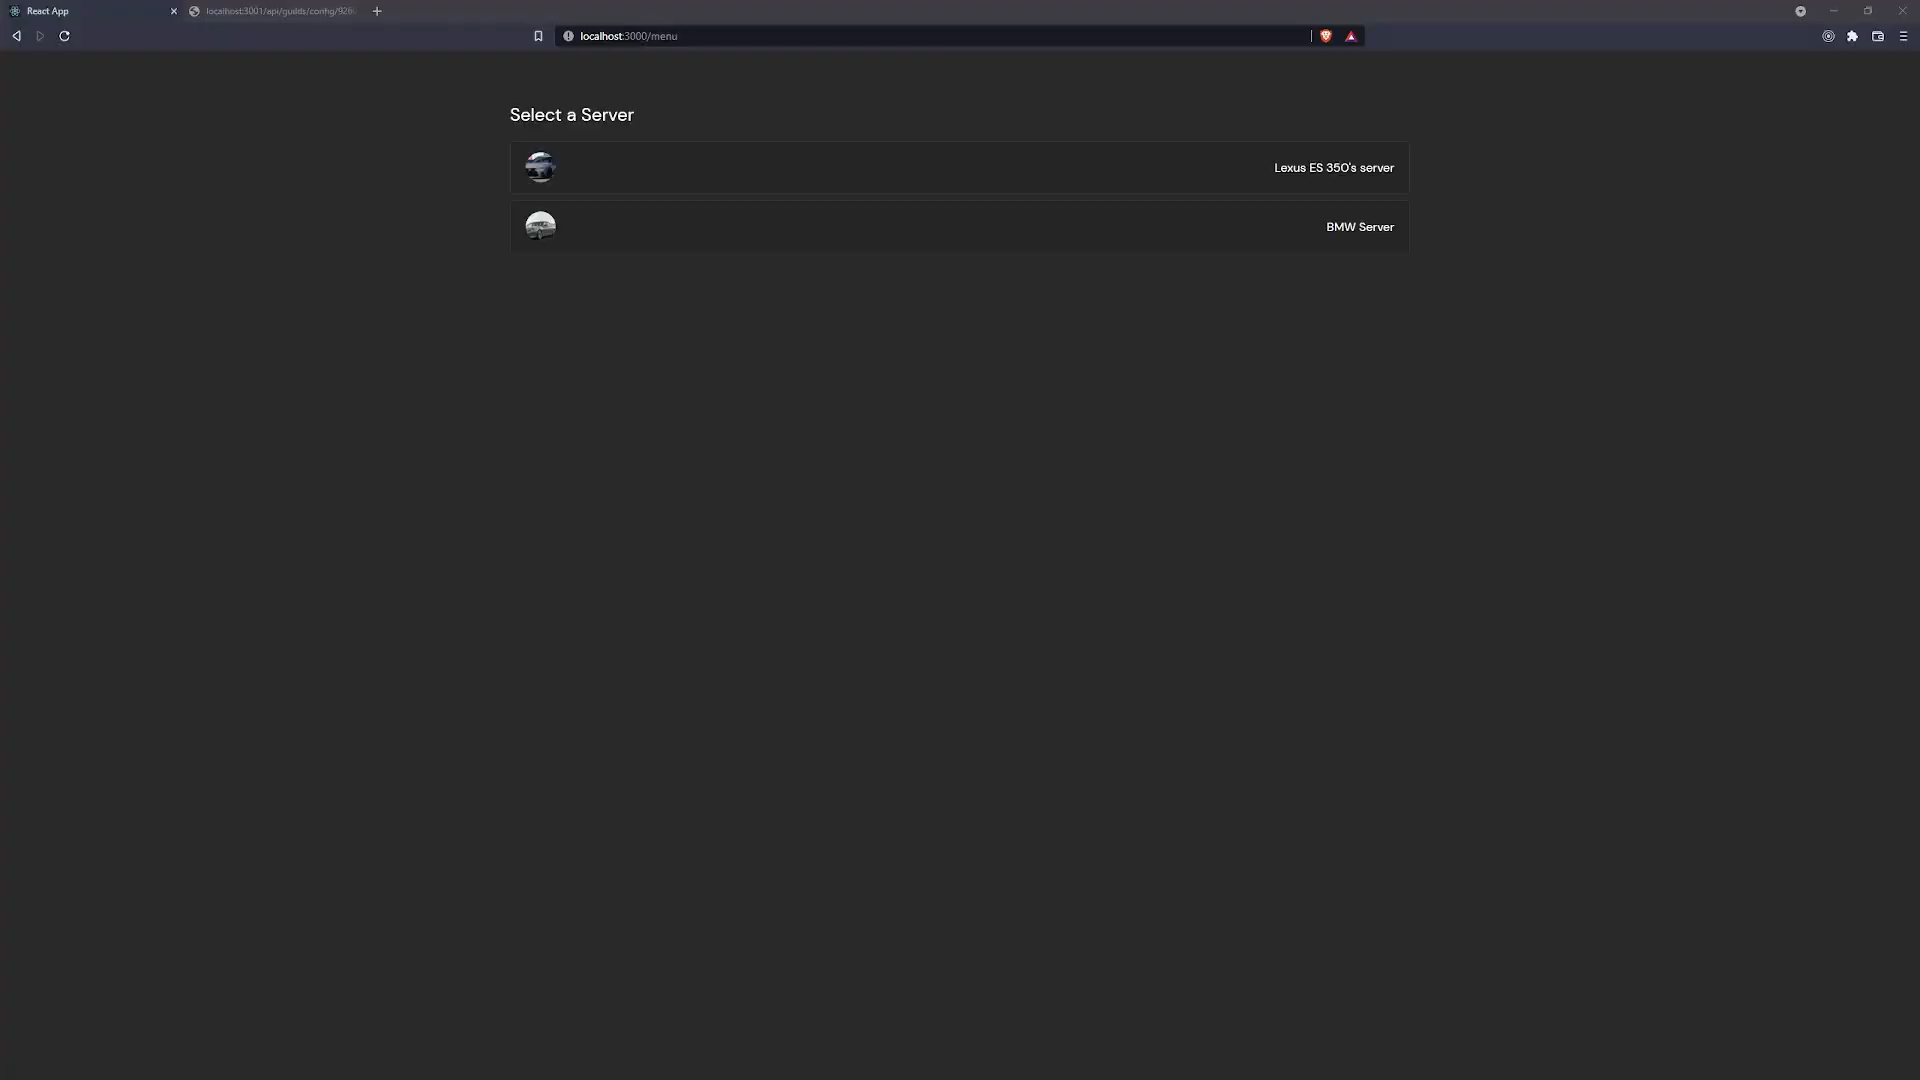 React App
localhost:3001/api/guilds/config/926
localhost:3000/menu
Select a Server
Lexus ES 350's server
BMW Server